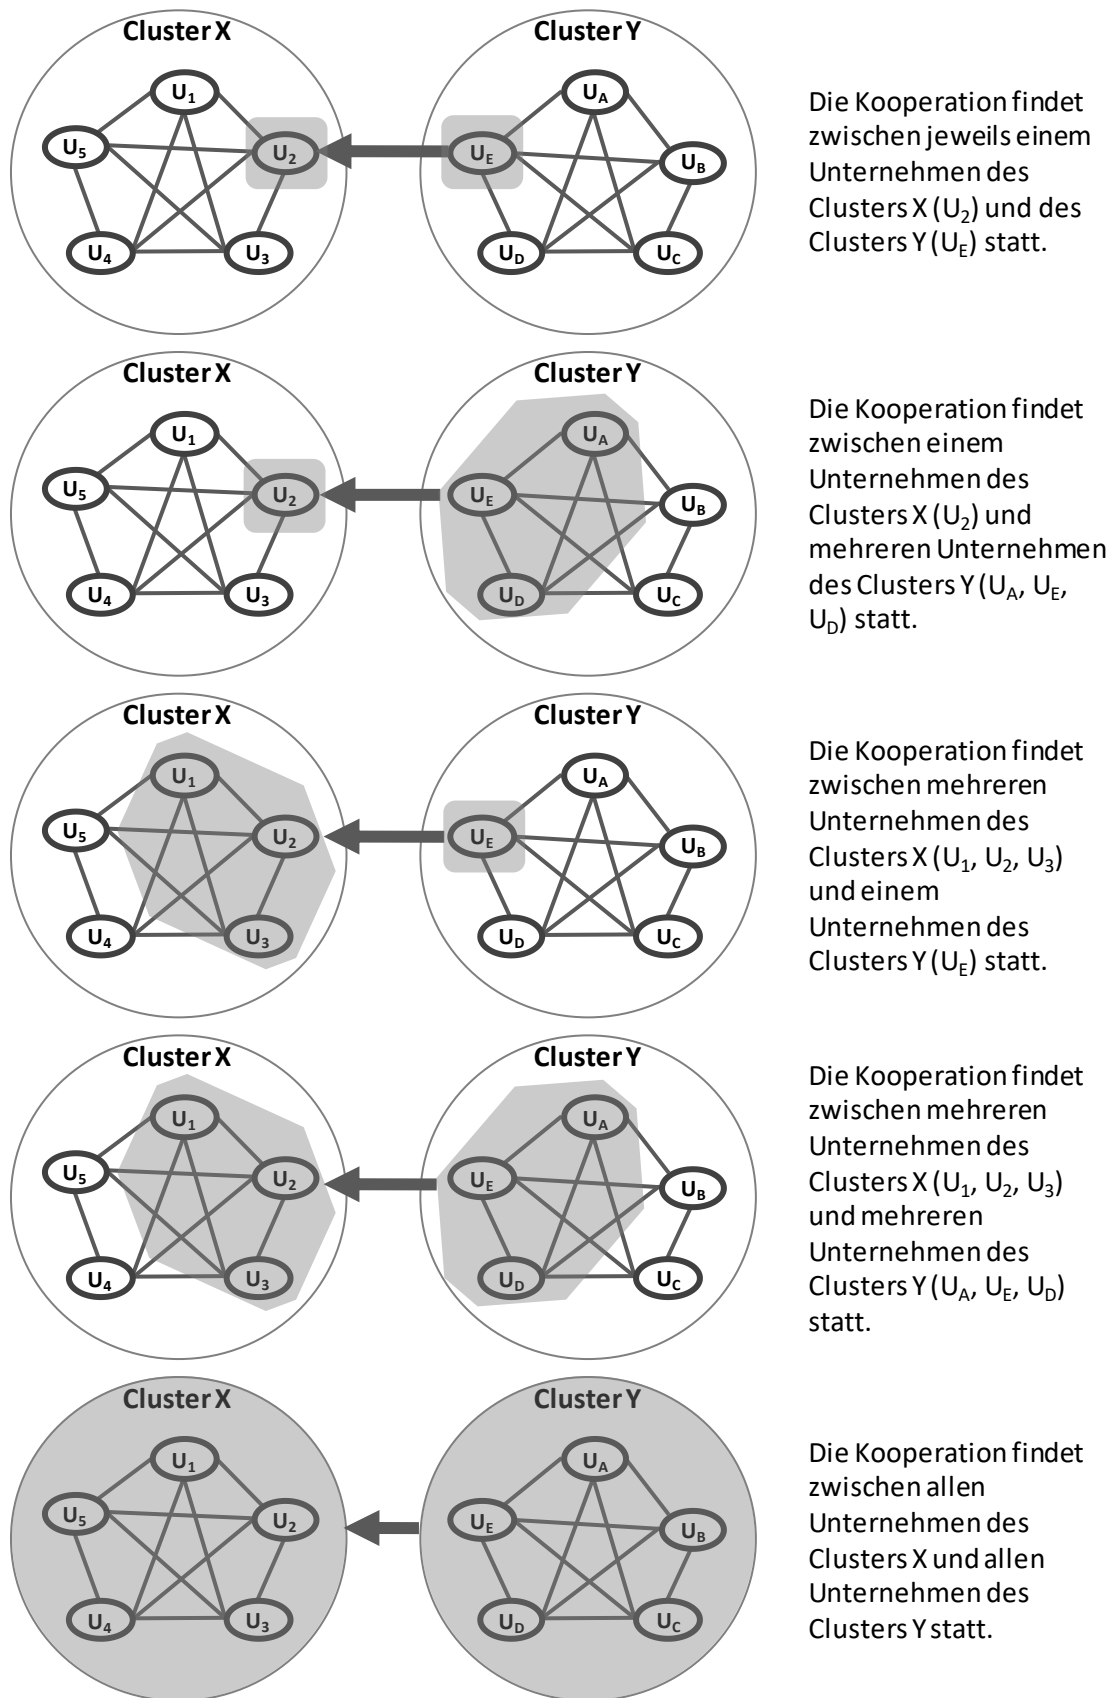 Cluster X
Cluster Y
U1
UA
U5
U2
UE
UB
U4
U3
UD
UC
Die Kooperation findet
zwischen jeweils einem
Unternehmen des
Clusters X (U2) und des
Clusters Y (UE) statt.
Cluster X
Cluster Y
U1
UA
U5
U2
UE
UB
U4
U3
UD
UC
Die Kooperation findet
zwischen einem
Unternehmen des
Clusters X (U2) und
mehreren Unternehmen
des Clusters Y (UA, UE,
UD) statt.
Cluster X
Cluster Y
U1
UA
U5
U2
UE
UB
U4
U3
UD
UC
Die Kooperation findet
zwischen mehreren
Unternehmen des
Clusters X (U1, U2, U3)
und einem
Unternehmen des
Clusters Y (UE) statt.
Cluster X
Cluster Y
U1
UA
U5
U2
UE
UB
U4
U3
UD
UC
Die Kooperation findet
zwischen mehreren
Unternehmen des
Clusters X (U1, U2, U3)
und mehreren
Unternehmen des
Clusters Y (UA, UE, UD)
statt.
Cluster X
Cluster Y
U1
UA
U5
U2
UE
UB
U4
U3
UD
UC
Die Kooperation findet
zwischen allen
Unternehmen des
Clusters X und allen
Unternehmen des
Clusters Y statt.